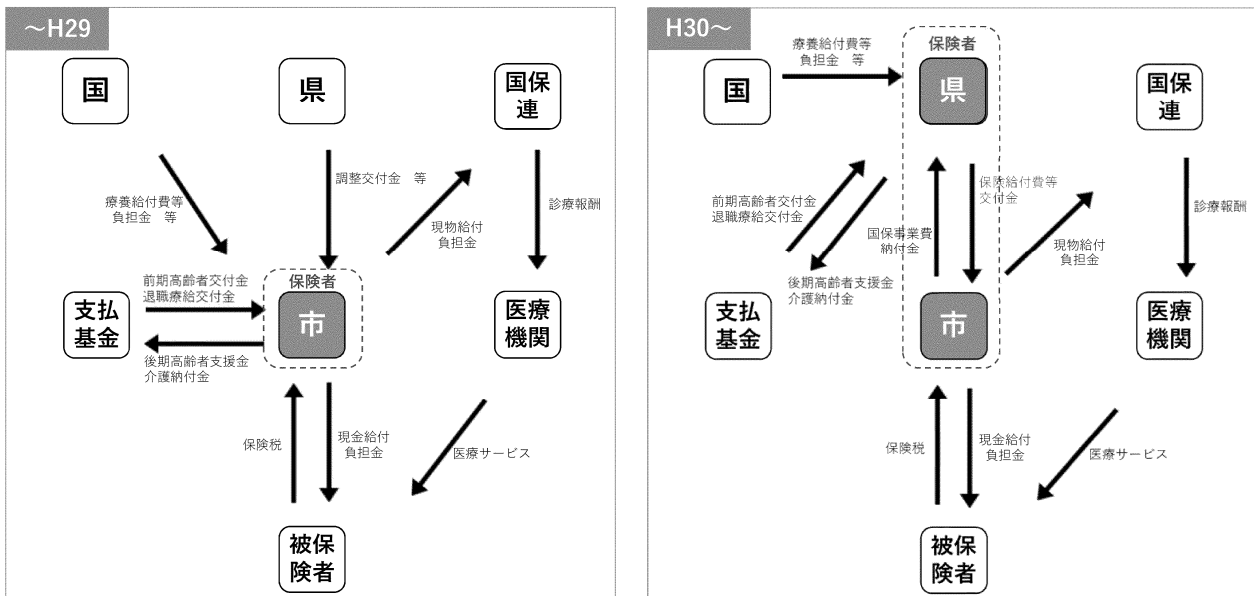 ～H29
国
県
国保
連
療養給付費等
負担金　等
調整交付金　等
現物給付
負担金
診療報酬
前期高齢者交付金
退職療給交付金
保険者
支払
基金
市
医療
機関
後期高齢者支援金
介護納付金
保険税
現金給付
負担金
医療サービス
被保
険者
H30～
療養給付費等
負担金　等
保険者
国
県
国保
連
前期高齢者交付金
退職療給交付金
保険給付費等
交付金
診療報酬
国保事業費
納付金
現物給付
負担金
後期高齢者支援金
介護納付金
支払
基金
市
医療
機関
保険税
現金給付
負担金
医療サービス
被保
険者